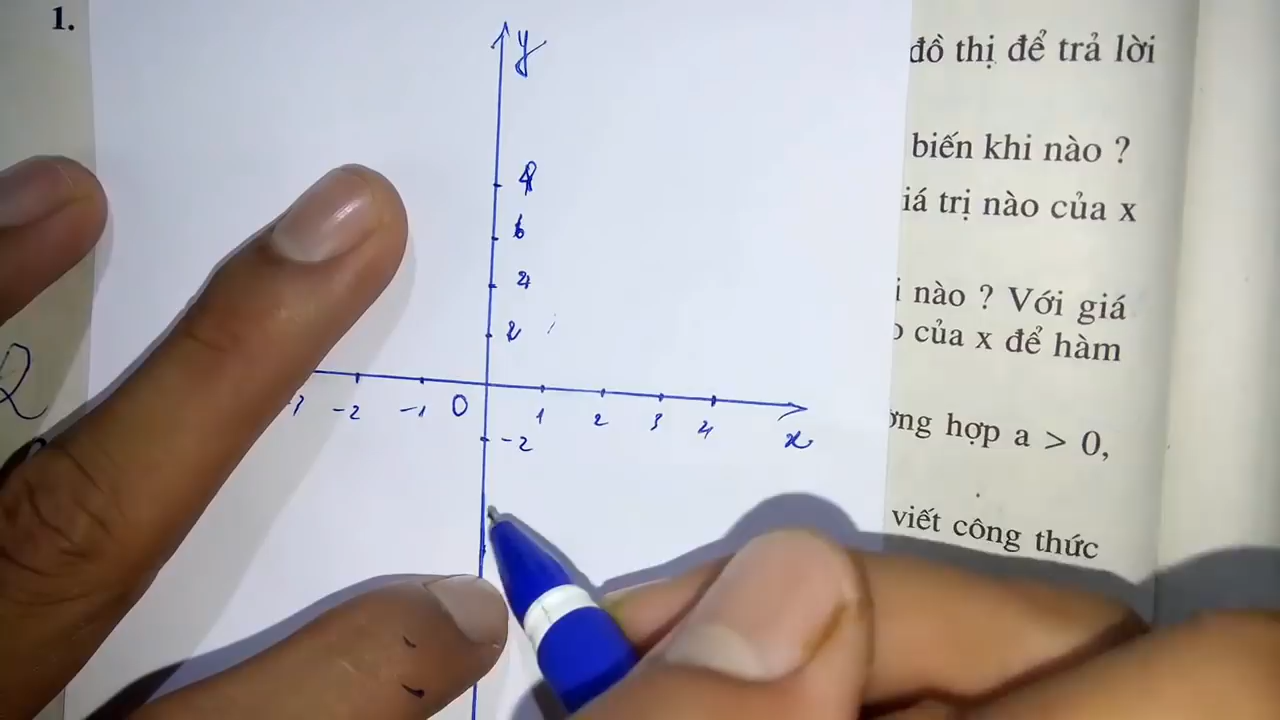 1.
y
8
6
4
2
-2 -1 0 1 2 3 4
x
-2
đồ thị để trả lời
biến khi nào ?
iá trị nào của x
i nào ? Với giá
của x để hàm
hợp a > 0,
viết công thức
2